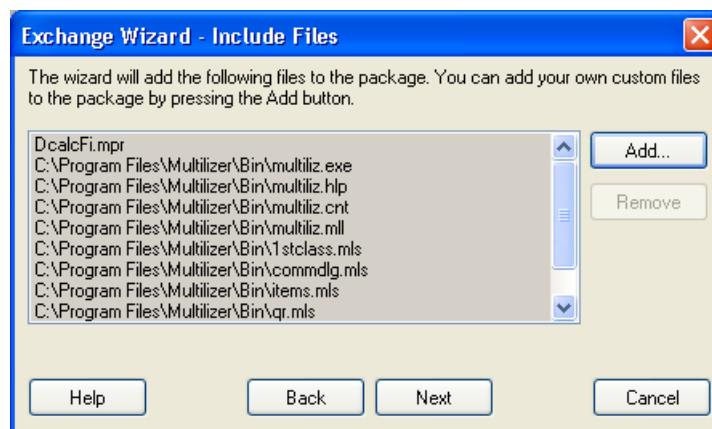 Exchange Wizard - Include Files
The wizard will add the following files to the package. You can add your own custom files
to the package by pressing the Add button.
DcalcFi.mpr
C:\Program Files\Multilizer\Bin\multiliz.exe
C:\Program Files\Multilizer\Bin\multiliz.hlp
C:\Program Files\Multilizer\Bin\multiliz.cnt
C:\Program Files\Multilizer\Bin\multiliz.mll
C:\Program Files\Multilizer\Bin\1stclass.mls
C:\Program Files\Multilizer\Bin\commdlg.mls
C:\Program Files\Multilizer\Bin\items.mls
C:\Program Files\Multilizer\Bin\qr.mls
Add...
Remove
Help
Back
Next
Cancel